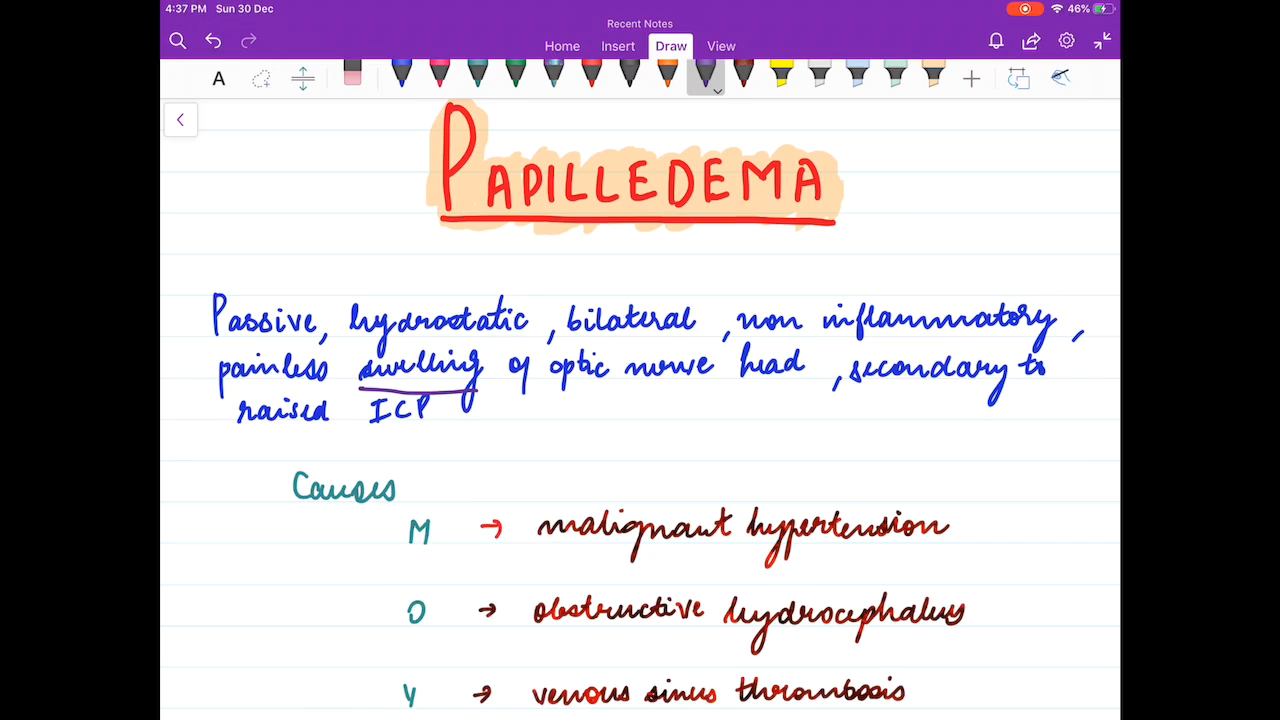 4:37 PM Sun 30 Dec
46%
Recent Notes
Home Insert Draw View
A
PAPILLEDEMA
Passive, hydrostatic, bilateral, non inflammatory,
painless swelling of optic nerve head, secondary to
raised ICP
Causes
M → malignant hypertension
O → obstructive hydrocephalus
V → venous sinus thrombosis